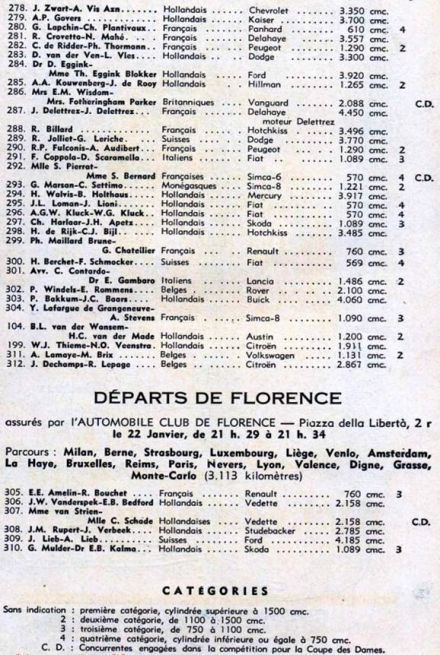 278. J. Zwart-A. Vis Azn.... Hollandais . Chevrolet ....... 3.350 cmc.
279. A.P. Govers ........ Hollandais . Kaiser ......... 3.700 cmc.
280. G. Lapchin-Ch. Plantivaux. Français .. Panhard ....... 610 cmc. 4
281. R. Crovetto-N. Mahé.... Français .. Delahaye ....... 3.557 cmc.
282. C. de Ridder-Ph. Thormann. Français .. Peugeot ........ 1.290 cmc. 2
283. D. van der Ven-L. Vles... Hollandais . Dodge ......... 3.300 cmc.
284. Dr D. Eggink-
Mme Th. Eggink Blokker Hollandais . Ford .......... 3.920 cmc.
285. A.A. Kouwenberg-J. de Rooy Hollandais . Hillman ........ 1.265 cmc. 2
286. Mrs E.M. Wisdom-
Mrs. Fotheringham Parker Britanniques . Vanguard ....... 2.088 cmc. C.D.
287. J. Delettrez-J. Delettrez... Français .. Delahaye ....... 4.450 cmc.
moteur Delettrez
288. R. Billard ......... Français .. Hotchkiss ....... 3.496 cmc.
289. R. Jolliet-G. Leriche ... Suisses ... Dodge ......... 3.770 cmc.
290. R.P. Fulconis-A. Audibert. Français .. Peugeot ........ 1.290 cmc. 2
291. F. Coppola-D. Scaramello.... Italiens ... Fiat .......... 1.089 cmc. 3
292. Mlle S. Pierrat-
Mme S. Bernard Françaises . Simca-6 ....... 570 cmc. 4 C.D.
293. G. Marsan-C. Settimo.... Monégasques Simca-8 ....... 1.221 cmc. 2
294. H. Walvis-B. Holthaus ... Hollandais . Mercury ....... 3.917 cmc.
295. J.L. Loman-J. Lioni..... Hollandais . Fiat .......... 570 cmc. 4
296. A.G.W. Kluck-W.G. Kluck. Hollandais . Fiat .......... 570 cmc. 4
297. Ch. Harlaar-J.H. Apetz... Hollandais . Skoda ......... 1.089 cmc. 3
298. H. de Rijk-C.J. Bijl..... Hollandais . Hotchkiss ....... 3.485 cmc.
299. Ph. Maillard Brune-
G. Chatellier Français .. Renault ....... 760 cmc. 3
300. H. Berchet-F. Schmocker.... Suisses ... Fiat .......... 569 cmc. 4
301. Avv. C. Contardo-
Dr E. Gambaro Italiens ... Lancia ........ 1.486 cmc. 2
302. P. Windels-E. Rommens.... Belges .... Rover ......... 2.100 cmc.
303. P. Bakkum-J.C. Baars.... Hollandais . Buick ......... 4.060 cmc.
304. Y. Lafargue de Grangeneuve-
A. Stevens Français .. Simca-8 ....... 1.090 cmc. 3
104. B.L. van der Wansem-
H.C. van der Made Hollandais . Austin ........ 1.200 cmc. 2
199. W.J. Thieme-N.O. Veenstra. Hollandais . Citroën ........ 1.911 cmc.
311. A. Lamaye-M. Brix ..... Belges .... Volkswagen ..... 1.131 cmc. 2
312. J. Dechamps-R. Lepage ... Belges .... Citroën ........ 2.867 cmc.
DÉPARTS DE FLORENCE
assurés par l'AUTOMOBILE CLUB DE FLORENCE — Piazza della Libertà, 2 r
le 22 Janvier, de 21 h. 29 à 21 h. 34
Parcours : Milan, Berne, Strasbourg, Luxembourg, Liège, Venlo, Amsterdam,
La Haye, Bruxelles, Reims, Paris, Nevers, Lyon, Valence, Digne, Grasse,
Monte-Carlo (3.113 kilomètres)
305. E.E. Amelin-R. Bouchet ... Français .. Renault ....... 760 cmc. 3
306. J.W. Vanderspek-E.B. Bedford Hollandais . Vedette ....... 2.158 cmc.
307. Mme van Strien-
Mlle C. Schade Hollandaises Vedette ....... 2.158 cmc. C.D.
308. J.M. Rupert-J. Verbeek... Hollandais . Studebacker ..... 2.785 cmc.
309. J. Lieb-A. Lieb....... Suisses ... Ford .......... 4.185 cmc.
310. G. Mulder-Dr E.B. Kolma.... Hollandais . Skoda ......... 1.089 cmc. 3
CATÉGORIES
Sans indication : première catégorie, cylindrée supérieure à 1500 cmc.
2 : deuxième catégorie, de 1100 à 1500 cmc.
3 : troisième catégorie, de 750 à 1100 cmc.
4 : quatrième catégorie, cylindrée inférieure ou égale à 750 cmc.
C. D. : Concurrentes engagées dans la compétition pour la Coupe des Dames.